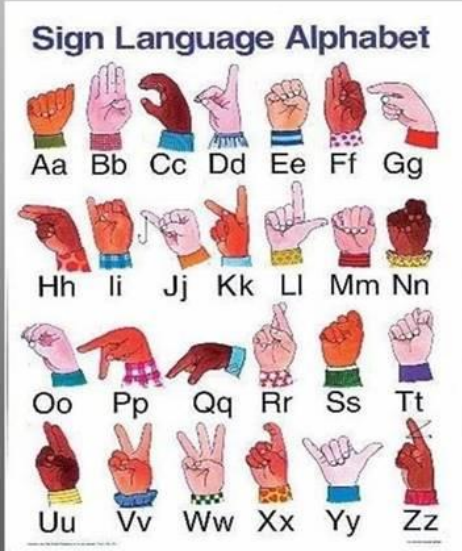 Sign Language Alphabet
Aa Bb Cc Dd Ee Ff Gg
Hh Ii Jj Kk Ll Mm Nn
Oo Pp Qq Rr Ss Tt
Uu Vv Ww Xx Yy Zz